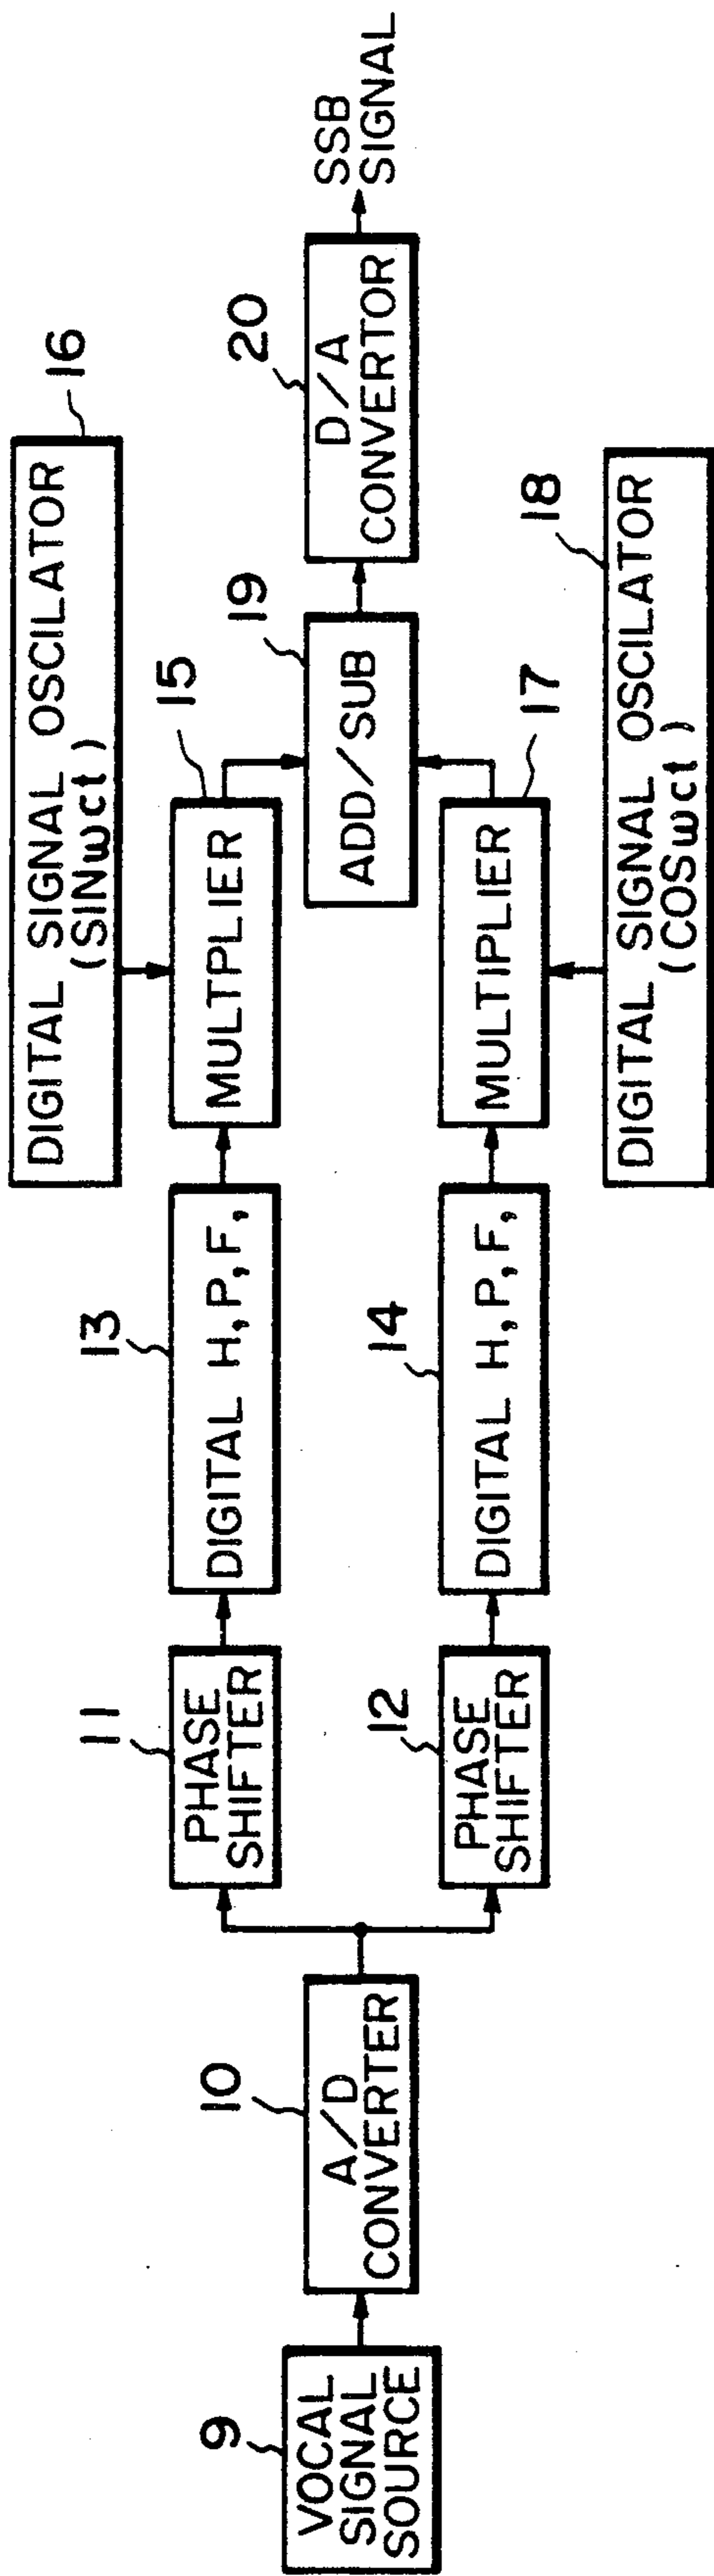 9
VOCAL
SIGNAL
SOURCE
10
A/D
CONVERTER
11
PHASE
SHIFTER
12
PHASE
SHIFTER
13
DIGITAL H,P,F,
14
DIGITAL H,P,F,
15
MULTPLIER
16
DIGITAL SIGNAL OSCILATOR
(SINωct)
17
MULTIPLIER
18
DIGITAL SIGNAL OSCILATOR
(COSωct)
19
ADD/SUB
20
D/A
CONVERTOR
SSB
SIGNAL